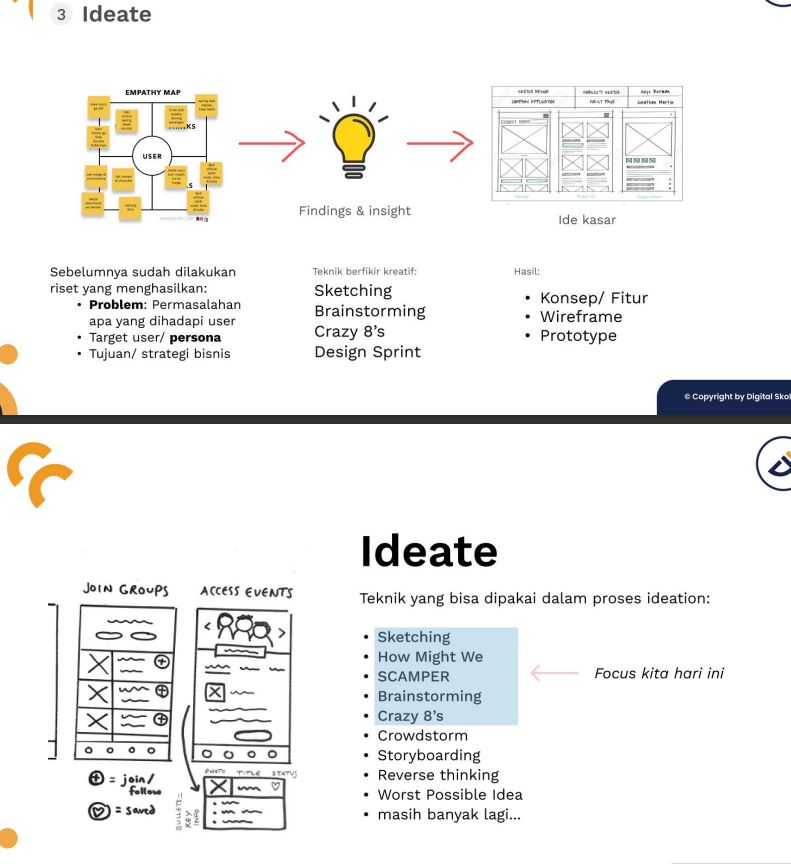 3 Ideate
EMPATHY MAP
USER
Findings & insight
Ide kasar
Sebelumnya sudah dilakukan
riset yang menghasilkan:
• Problem: Permasalahan
apa yang dihadapi user
• Target user/ persona
• Tujuan/ strategi bisnis
Teknik berfikir kreatif:
Sketching
Brainstorming
Crazy 8's
Design Sprint
Hasil:
• Konsep/ Fitur
• Wireframe
• Prototype
© Copyright by Digital Skol
JOIN GROUPS
ACCESS EVENTS
PHOTO TITLE STATUS
= join/
follow
= saved
BULLETS=
KEY
INFO
Ideate
Teknik yang bisa dipakai dalam proses ideation:
• Sketching
• How Might We
• SCAMPER
• Brainstorming
• Crazy 8's
• Crowdstorm
• Storyboarding
• Reverse thinking
• Worst Possible Idea
• masih banyak lagi...
Focus kita hari ini